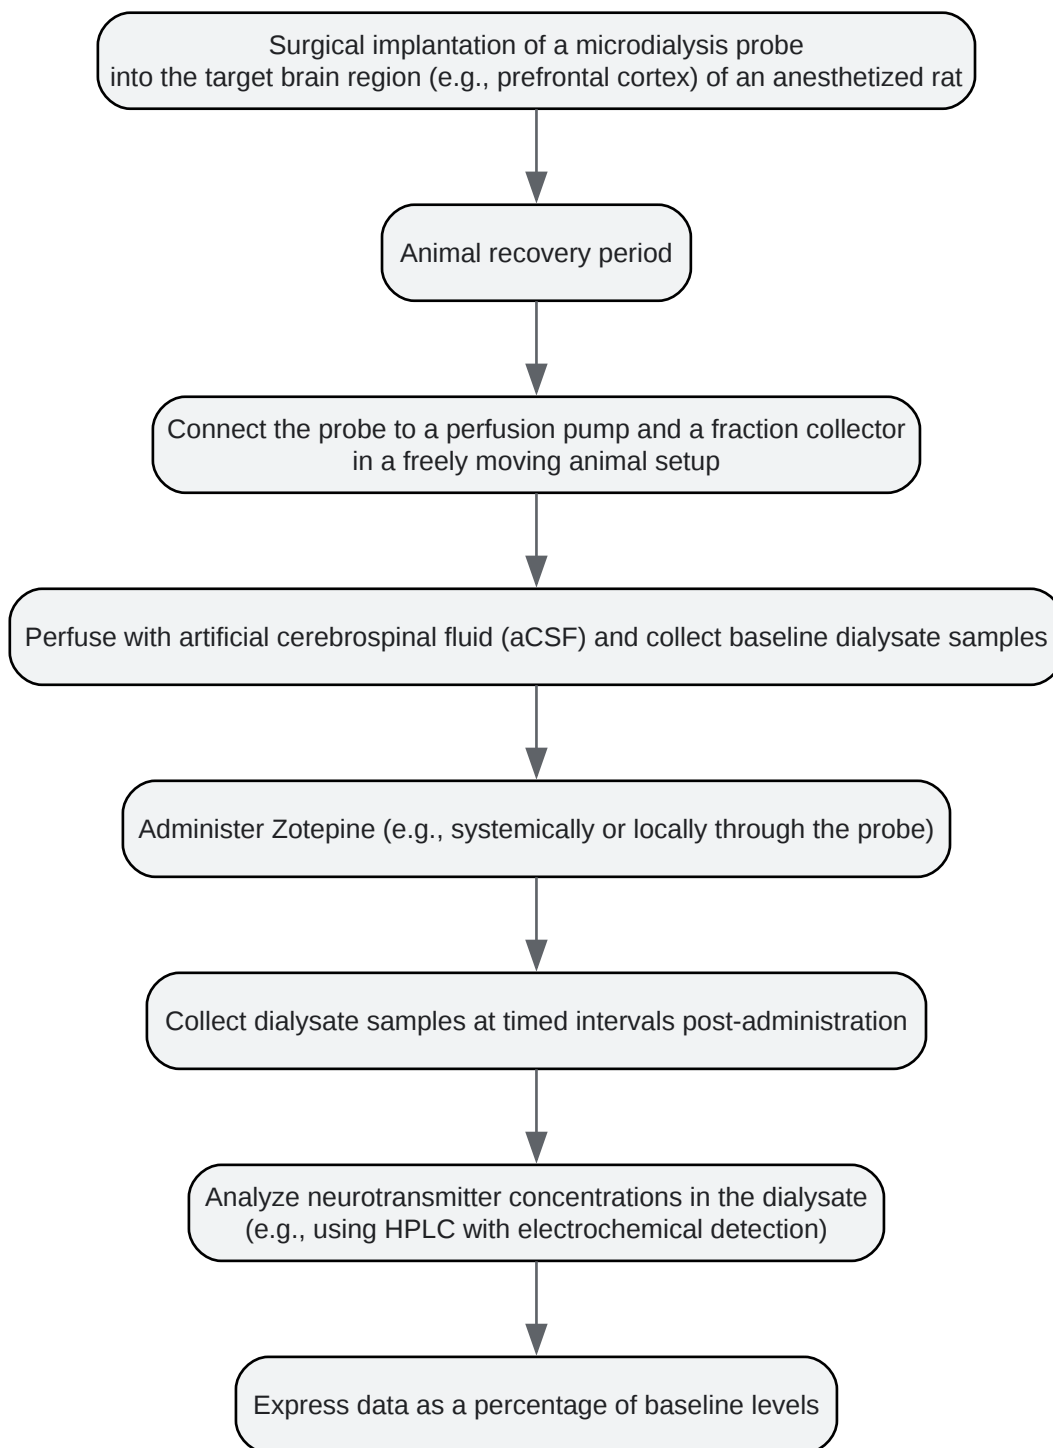 Surgical implantation of a microdialysis probe
into the target brain region (e.g., prefrontal cortex) of an anesthetized rat
Animal recovery period
Connect the probe to a perfusion pump and a fraction collector
in a freely moving animal setup
Perfuse with artificial cerebrospinal fluid (aCSF) and collect baseline dialysate samples
Administer Zotepine (e.g., systemically or locally through the probe)
Collect dialysate samples at timed intervals post-administration
Analyze neurotransmitter concentrations in the dialysate
(e.g., using HPLC with electrochemical detection)
Express data as a percentage of baseline levels